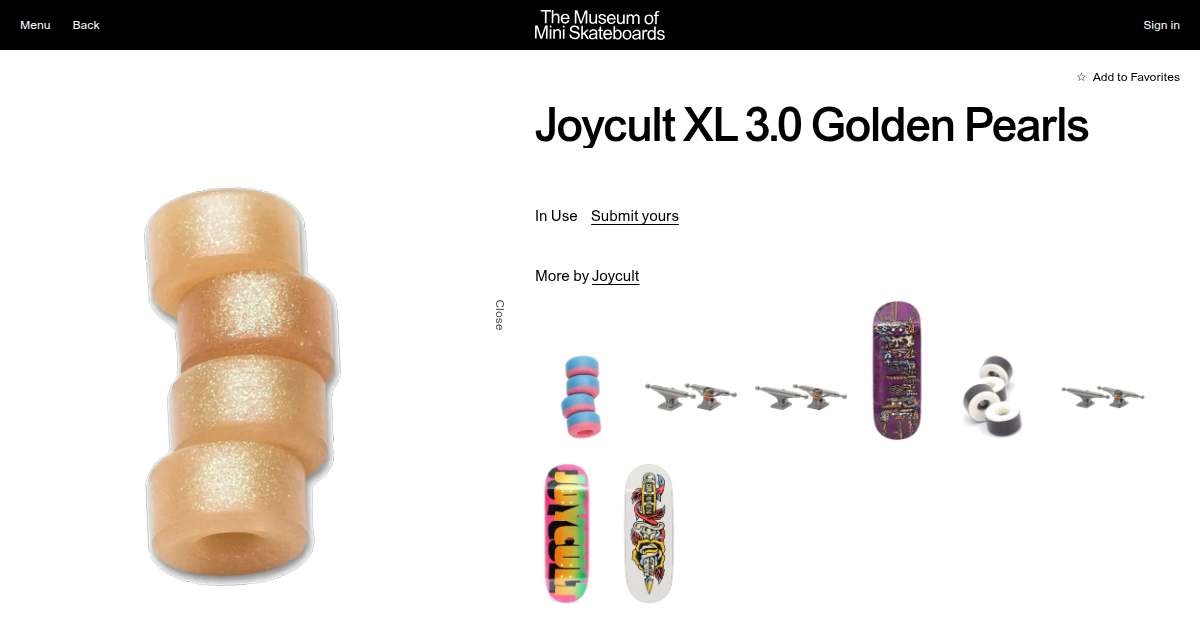 Menu
Back
The Museum of
Mini Skateboards
Sign in
☆ Add to Favorites
Joycult XL 3.0 Golden Pearls
In Use
Submit yours
More by Joycult
Close
JOYCULT